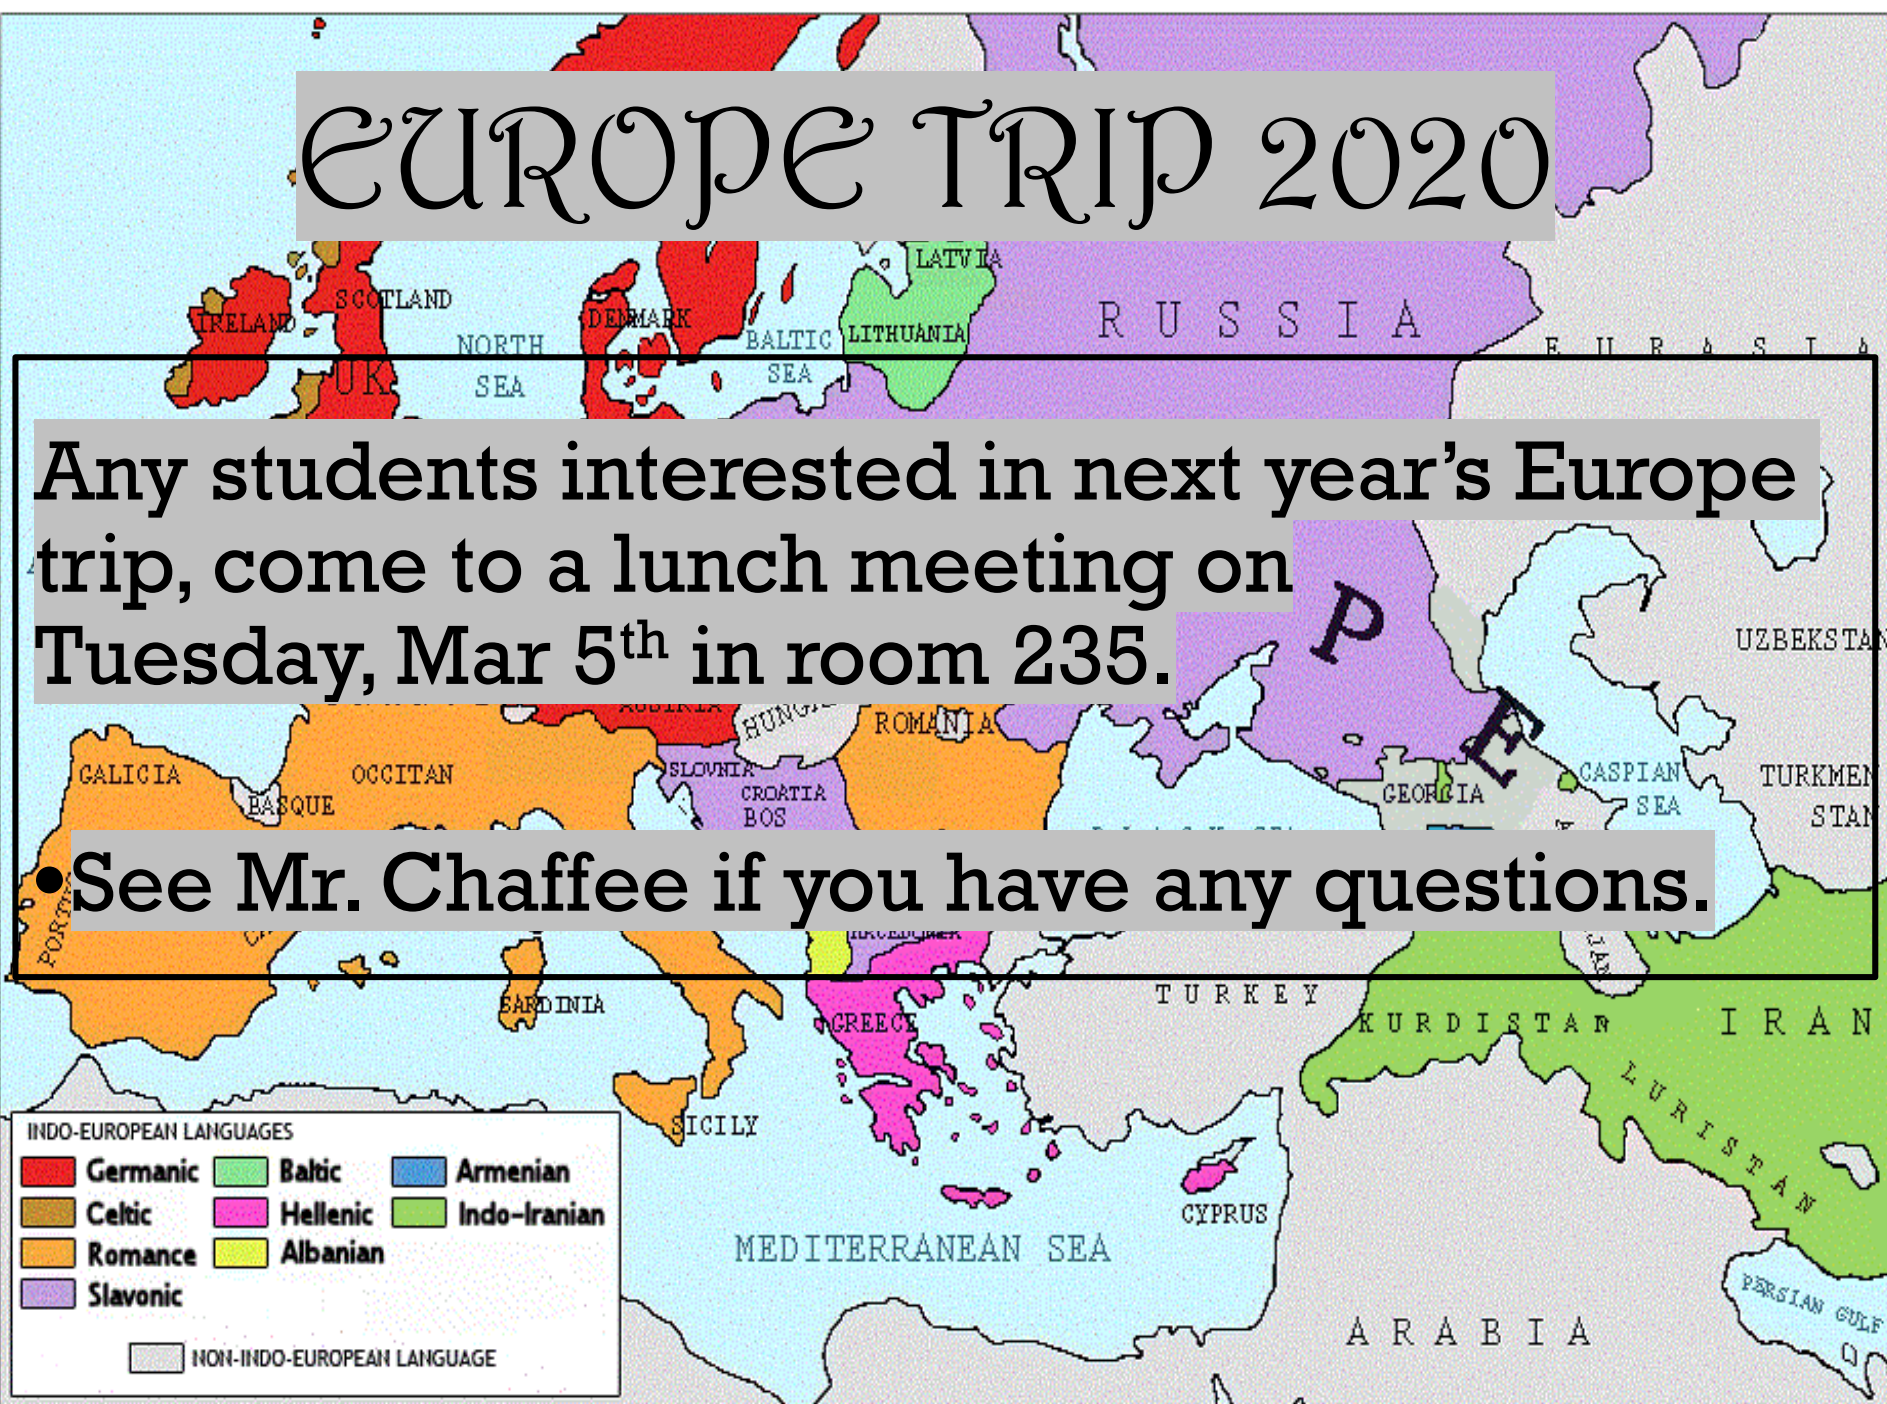 EUROPE TRIP 2020
LATVIA
SCOTLAND
IRELAND
DENMARK
RUSSIA
NORTH
SEA
BALTIC
SEA
LITHUANIA
EURASIA
UK
Any students interested in next year’s Europe
trip, come to a lunch meeting on
Tuesday, Mar 5th in room 235.
P
E
UZBEKSTAN
AUSTRIA
ROMANIA
GALICIA
OCCITAN
BASQUE
SLOVNIA
CROATIA
BOS
GEORGIA
CASPIAN
SEA
TURKMEN
STAN
•See Mr. Chaffee if you have any questions.
MACEDONIA
SARDINIA
GREECE
TURKEY
KURDISTAN
IRAN
LURISTAN
SICILY
CYPRUS
MEDITERRANEAN SEA
ARABIA
PERSIAN GULF
INDO-EUROPEAN LANGUAGES
Germanic Baltic Armenian
Celtic Hellenic Indo-Iranian
Romance Albanian
Slavonic
NON-INDO-EUROPEAN LANGUAGE